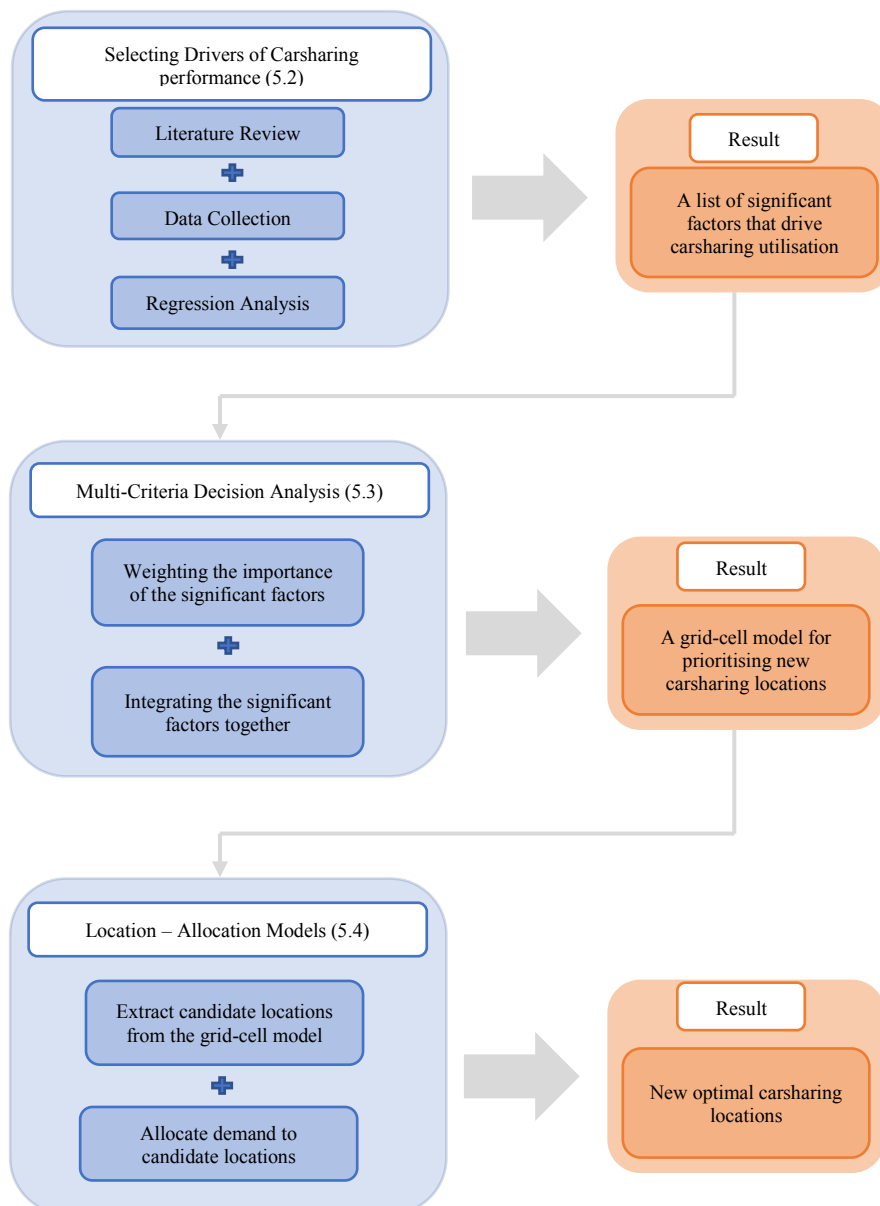 Selecting Drivers of Carsharing
performance (5.2)
Literature Review
Data Collection
Regression Analysis
Result
A list of significant
factors that drive
carsharing utilisation
Multi-Criteria Decision Analysis (5.3)
Weighting the importance
of the significant factors
Integrating the significant
factors together
Result
A grid-cell model for
prioritising new
carsharing locations
Location – Allocation Models (5.4)
Extract candidate locations
from the grid-cell model
Allocate demand to
candidate locations
Result
New optimal carsharing
locations